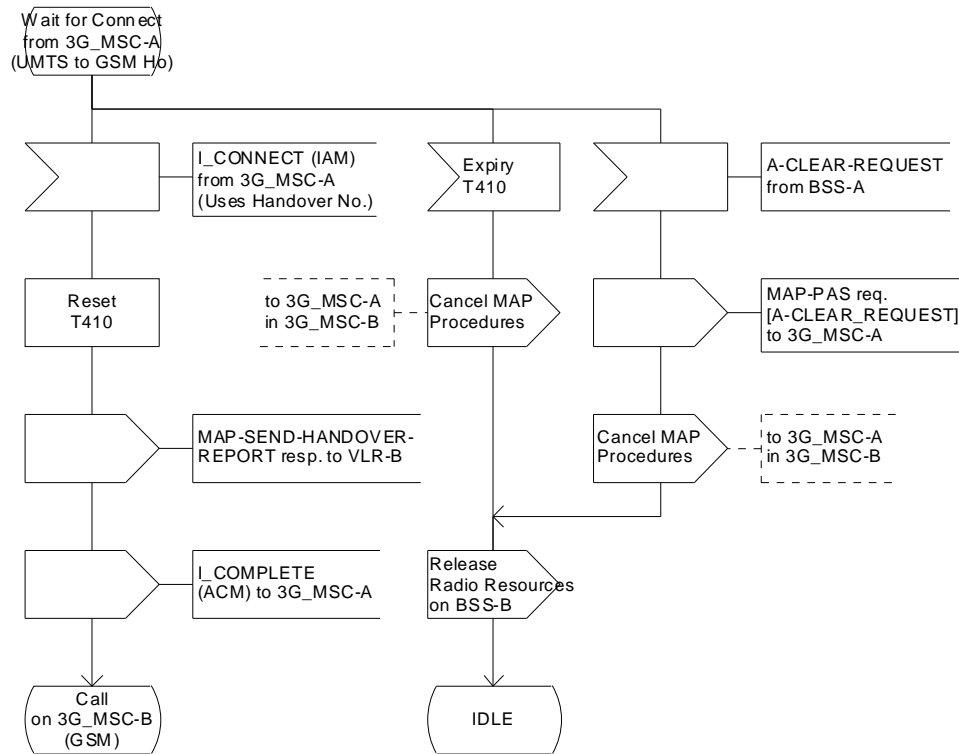 Wait for Connect
from 3G_MSC-A
(UMTS to GSM Ho)
I_CONNECT (IAM)
from 3G_MSC-A
(Uses Handover No.)
Expiry
T410
A-CLEAR-REQUEST
from BSS-A
Reset
T410
to 3G_MSC-A
in 3G_MSC-B
Cancel MAP
Procedures
MAP-PAS req.
[A-CLEAR_REQUEST]
to 3G_MSC-A
MAP-SEND-HANDOVER-
REPORT resp. to VLR-B
Cancel MAP
Procedures
to 3G_MSC-A
in 3G_MSC-B
I_COMPLETE
(ACM) to 3G_MSC-A
Release
Radio Resources
on BSS-B
Call
on 3G_MSC-B
(GSM)
IDLE